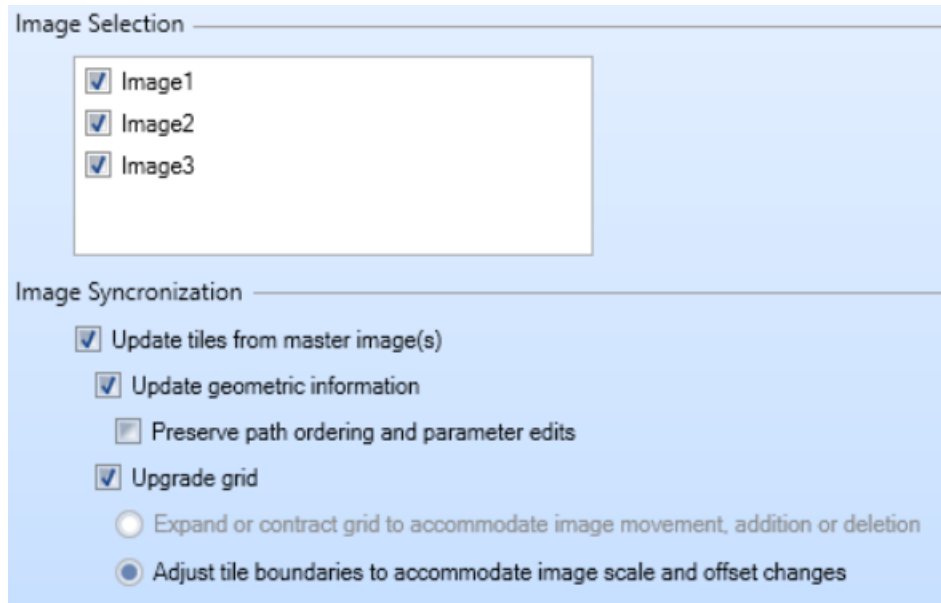 Image Selection
Image1
Image2
Image3
Image Syncronization
Update tiles from master image(s)
Update geometric information
Preserve path ordering and parameter edits
Upgrade grid
Expand or contract grid to accommodate image movement, addition or deletion
Adjust tile boundaries to accommodate image scale and offset changes